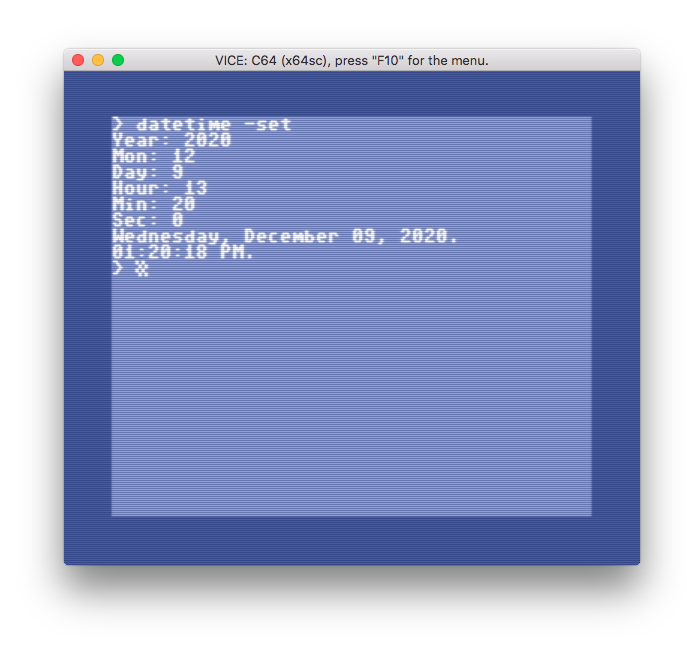 VICE: C64 (x64sc), press "F10" for the menu.
> datetime -set
Year: 2020
Mon: 12
Day: 9
Hour: 13
Min: 20
Sec: 0
Wednesday, December 09, 2020.
01:20:18 PM.
>